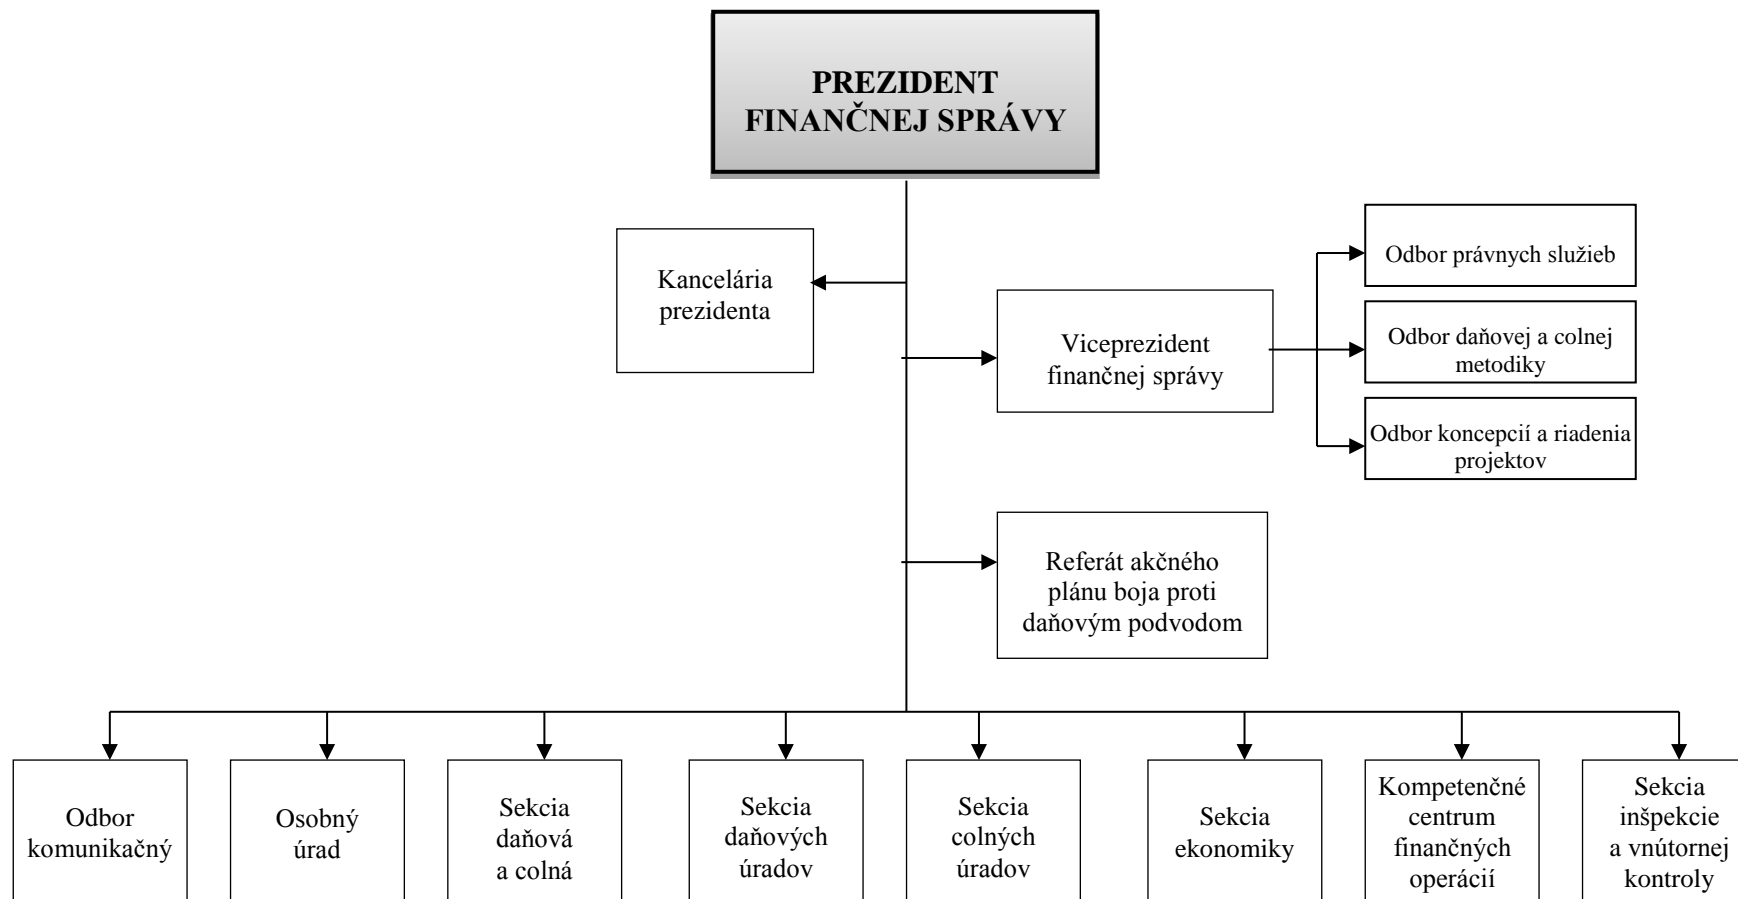 PREZIDENT
FINANČNEJ SPRÁVY
Kancelária
prezidenta
Viceprezident
finančnej správy
Odbor právnych služieb
Odbor daňovej a colnej
metodiky
Odbor koncepcií a riadenia
projektov
Referát akčného
plánu boja proti
daňovým podvodom
Odbor
komunikačný
Osobný
úrad
Sekcia
daňová
a colná
Sekcia
daňových
úradov
Sekcia
colných
úradov
Sekcia
ekonomiky
Kompetenčné
centrum
finančných
operácií
Sekcia
inšpekcie
a vnútornej
kontroly